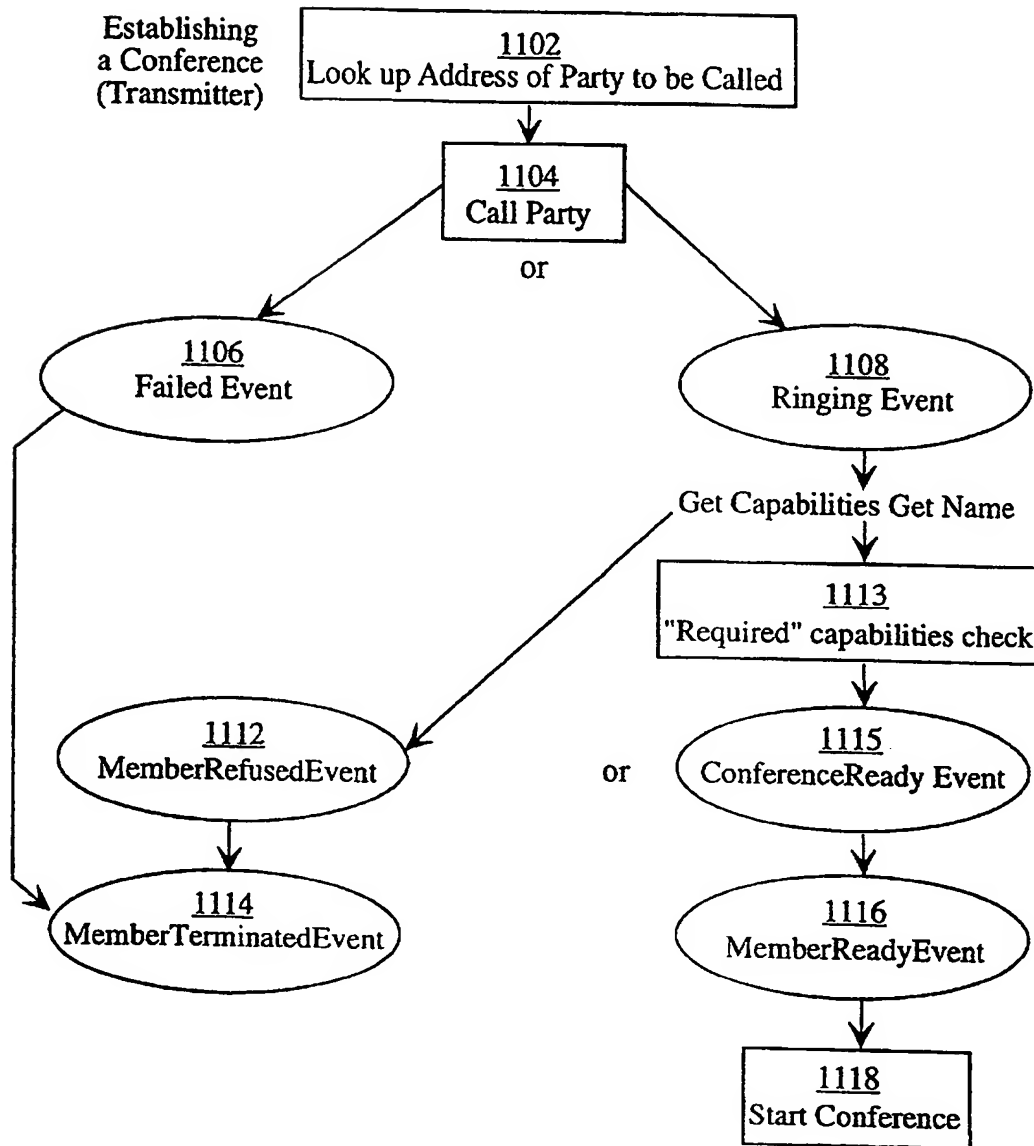 Establishing
a Conference
(Transmitter)
1102
Look up Address of Party to be Called
1104
Call Party
or
1106
Failed Event
1108
Ringing Event
Get Capabilities Get Name
1113
"Required" capabilities check
1112
MemberRefusedEvent
or
1115
ConferenceReady Event
1114
MemberTerminatedEvent
1116
MemberReadyEvent
1118
Start Conference